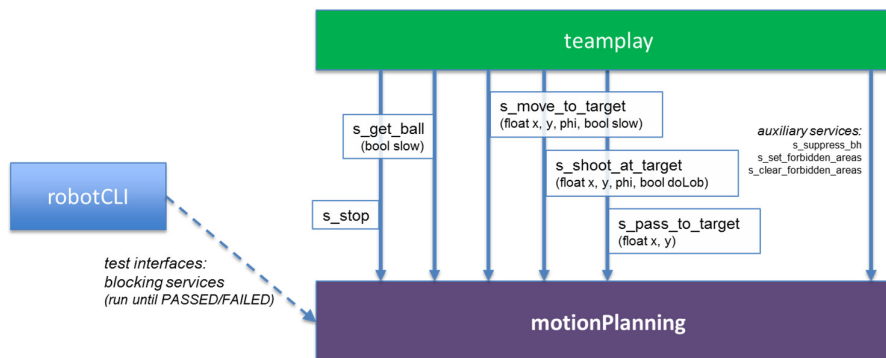 teamplay
s_move_to_target
(float x, y, phi, bool slow)
s_get_ball
(bool slow)
auxiliary services:
s_suppress_bh
s_set_forbidden_areas
s_clear_forbidden_areas
s_shoot_at_target
(float x, y, phi, bool doLob)
robotCLI
s_stop
s_pass_to_target
(float x, y)
test interfaces:
blocking services
(run until PASSED/FAILED)
motionPlanning